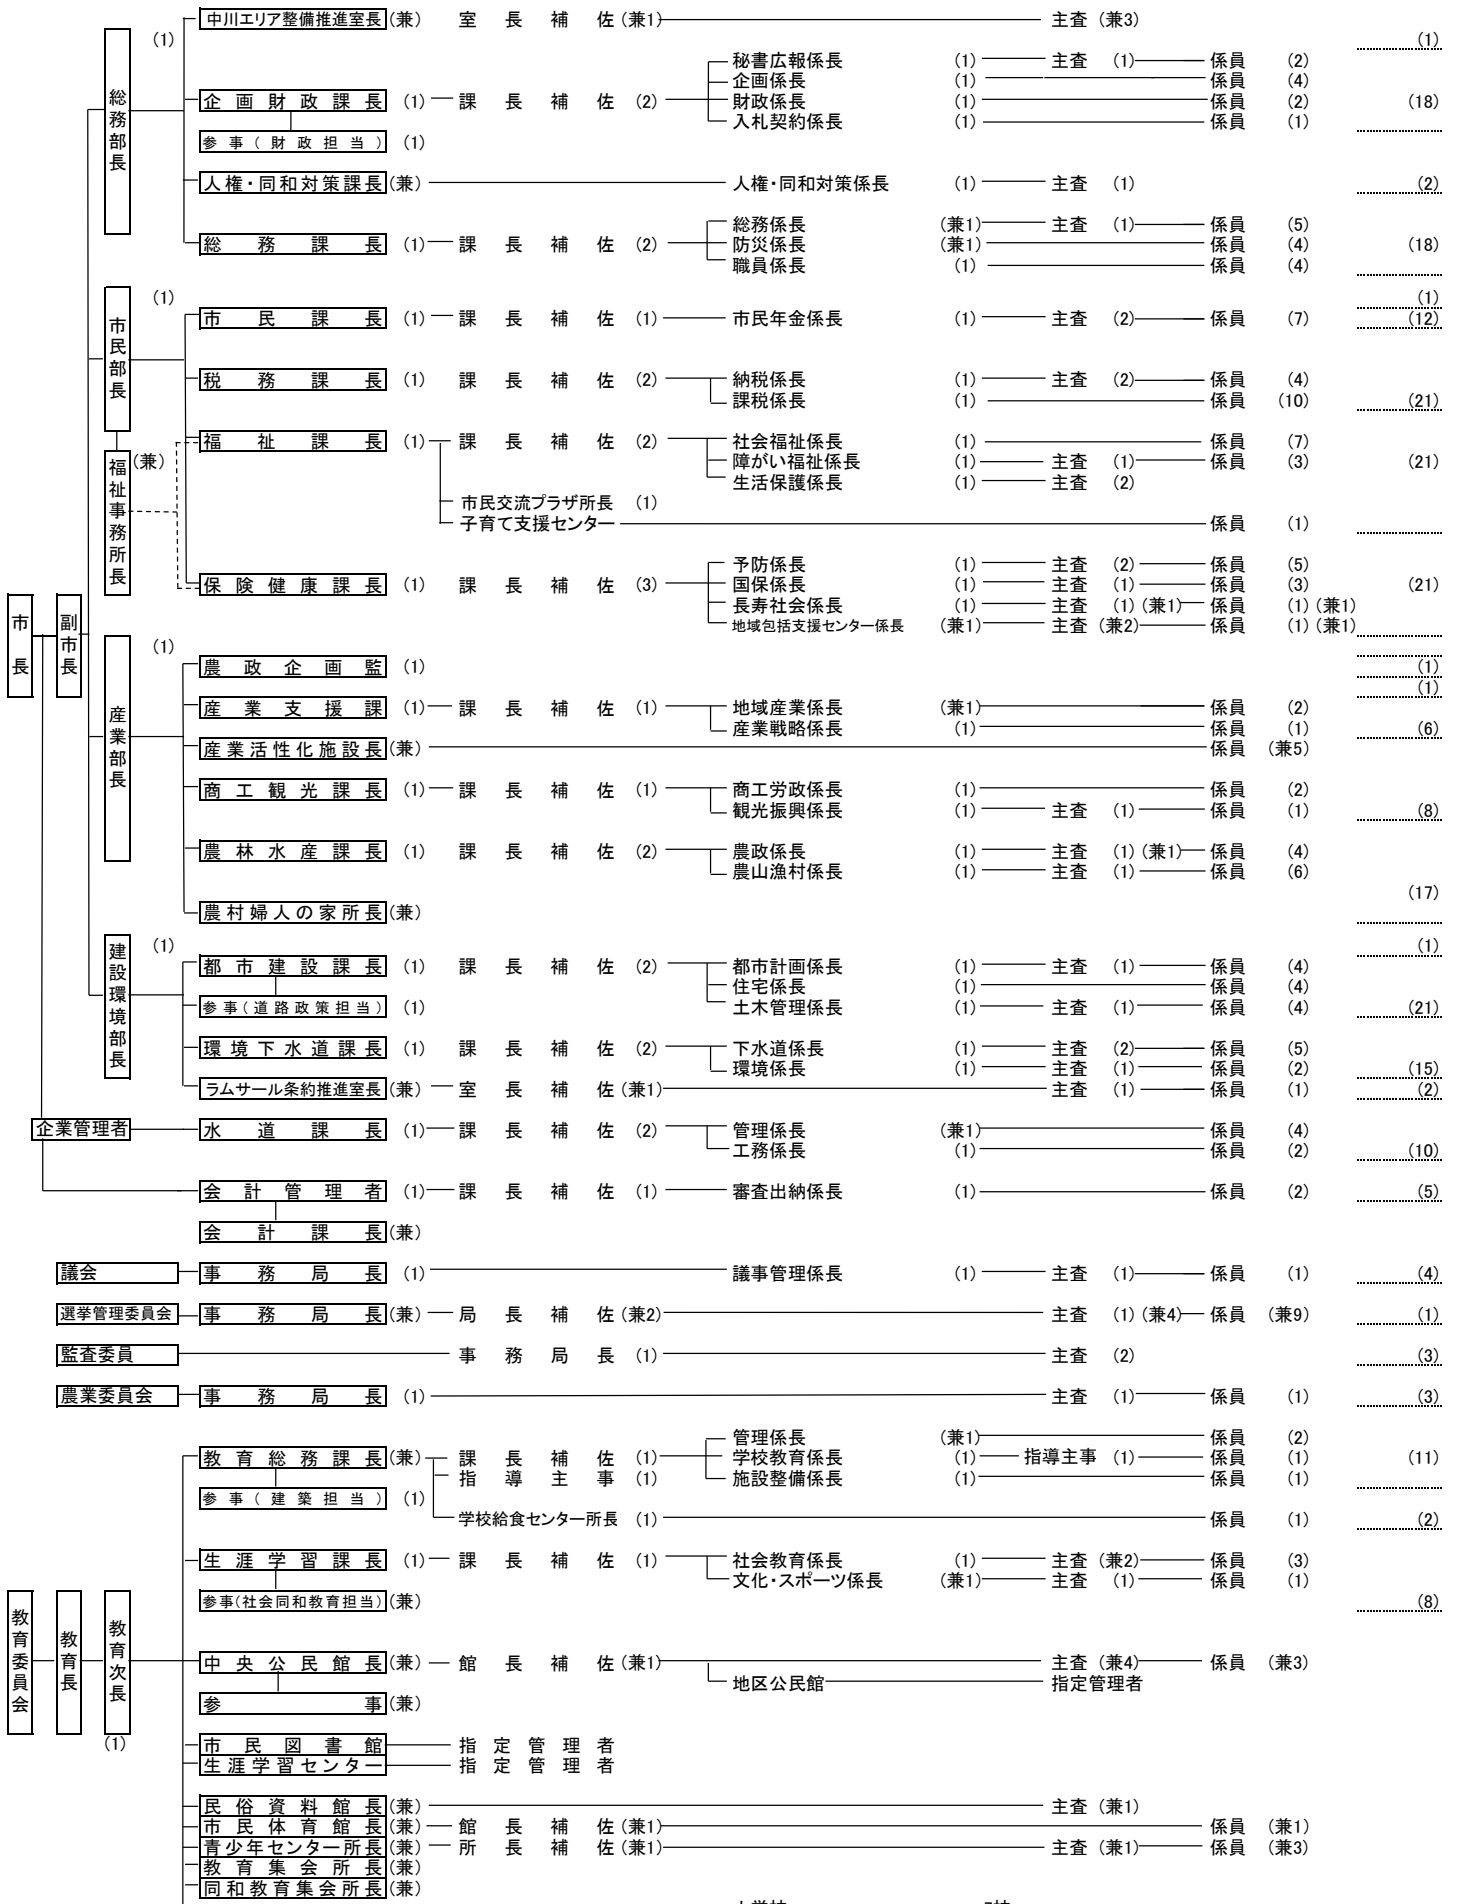 中川エリア整備推進室長 (兼) 室長補佐 (兼1) 主査 (兼3)
総務部長 (1) (1)
秘書広報係長 (1) 主査 (1) 係員 (2)
企画係長 (1) 係員 (4)
企画財政課長 (1) 課長補佐 (2) 財政係長 (1) 係員 (2) (18)
入札契約係長 (1) 係員 (1)
参事(財政担当) (1)
人権・同和対策課長 (兼) 人権・同和対策係長 (1) 主査 (1) (2)
総務係長 (兼1) 主査 (1) 係員 (5)
総務課長 (1) 課長補佐 (2) 防災係長 (兼1) 係員 (4) (18)
職員係長 (1) 係員 (4)
市民部長 (1) (1)
市民課長 (1) 課長補佐 (1) 市民年金係長 (1) 主査 (2) 係員 (7) (12)
税務課長 (1) 課長補佐 (2) 納税係長 (1) 主査 (2) 係員 (4)
課税係長 (1) 係員 (10) (21)
福祉課長 (1) 課長補佐 (2) 社会福祉係長 (1) 係員 (7)
福祉事務所長 (兼) 障がい福祉係長 (1) 主査 (1) 係員 (3) (21)
生活保護係長 (1) 主査 (2)
市民交流プラザ所長 (1)
子育て支援センター 係員 (1)
予防係長 (1) 主査 (2) 係員 (5)
保険健康課長 (1) 課長補佐 (3) 国保係長 (1) 主査 (1) 係員 (3) (21)
長寿社会係長 (1) 主査 (1) (兼1) 係員 (1) (兼1)
地域包括支援センター係長 (兼1) 主査 (兼2) 係員 (1) (兼1)
市長 副市長
産業部長 (1)
農政企画監 (1) (1)
(1)
産業支援課 (1) 課長補佐 (1) 地域産業係長 (兼1) 係員 (2)
産業戦略係長 (1) 係員 (1) (6)
産業活性化施設長 (兼) 係員 (兼5)
商工観光課長 (1) 課長補佐 (1) 商工労政係長 (1) 係員 (2)
観光振興係長 (1) 主査 (1) 係員 (1) (8)
農林水産課長 (1) 課長補佐 (2) 農政係長 (1) 主査 (1) (兼1) 係員 (4)
農山漁村係長 (1) 主査 (1) 係員 (6)
(17)
農村婦人の家所長 (兼)
建設環境部長 (1) (1)
都市建設課長 (1) 課長補佐 (2) 都市計画係長 (1) 主査 (1) 係員 (4)
住宅係長 (1) 係員 (4)
参事(道路政策担当) (1) 土木管理係長 (1) 主査 (1) 係員 (4) (21)
環境下水道課長 (1) 課長補佐 (2) 下水道係長 (1) 主査 (2) 係員 (5)
環境係長 (1) 主査 (1) 係員 (2) (15)
ラムサール条約推進室長 (兼) 室長補佐 (兼1) 主査 (1) 係員 (1) (2)
企業管理者 水道課長 (1) 課長補佐 (2) 管理係長 (兼1) 係員 (4)
工務係長 (1) 係員 (2) (10)
会計管理者 (1) 課長補佐 (1) 審査出納係長 (1) 係員 (2) (5)
会計課長 (兼)
議会 事務局長 (1) 議事管理係長 (1) 主査 (1) 係員 (1) (4)
選挙管理委員会 事務局長 (兼) 局長補佐 (兼2) 主査 (1) (兼4) 係員 (兼9) (1)
監査委員 事務局長 (1) 主査 (2) (3)
農業委員会 事務局長 (1) 主査 (1) 係員 (1) (3)
管理係長 (兼1) 係員 (2)
教育総務課長 (兼) 課長補佐 (1) 学校教育係長 (1) 指導主事 (1) 係員 (1) (11)
指導主事 (1) 施設整備係長 (1) 係員 (1)
参事(建築担当) (1)
学校給食センター所長 (1) 係員 (1) (2)
生涯学習課長 (1) 課長補佐 (1) 社会教育係長 (1) 主査 (兼2) 係員 (3)
文化・スポーツ係長 (兼1) 主査 (1) 係員 (1)
参事(社会同和教育担当) (兼) (8)
教育委員会 教育長 教育次長 (1)
中央公民館長 (兼) 館長補佐 (兼1) 主査 (兼4) 係員 (兼3)
地区公民館 指定管理者
参事 (兼)
市民図書館 指定管理者
生涯学習センター 指定管理者
民俗資料館長 (兼) 主査 (兼1)
市民体育館長 (兼) 館長補佐 (兼1) 係員 (兼1)
青少年センター所長 (兼) 所長補佐 (兼1) 主査 (兼1) 係員 (兼3)
教育集会所長 (兼)
同和教育集会所長 (兼)